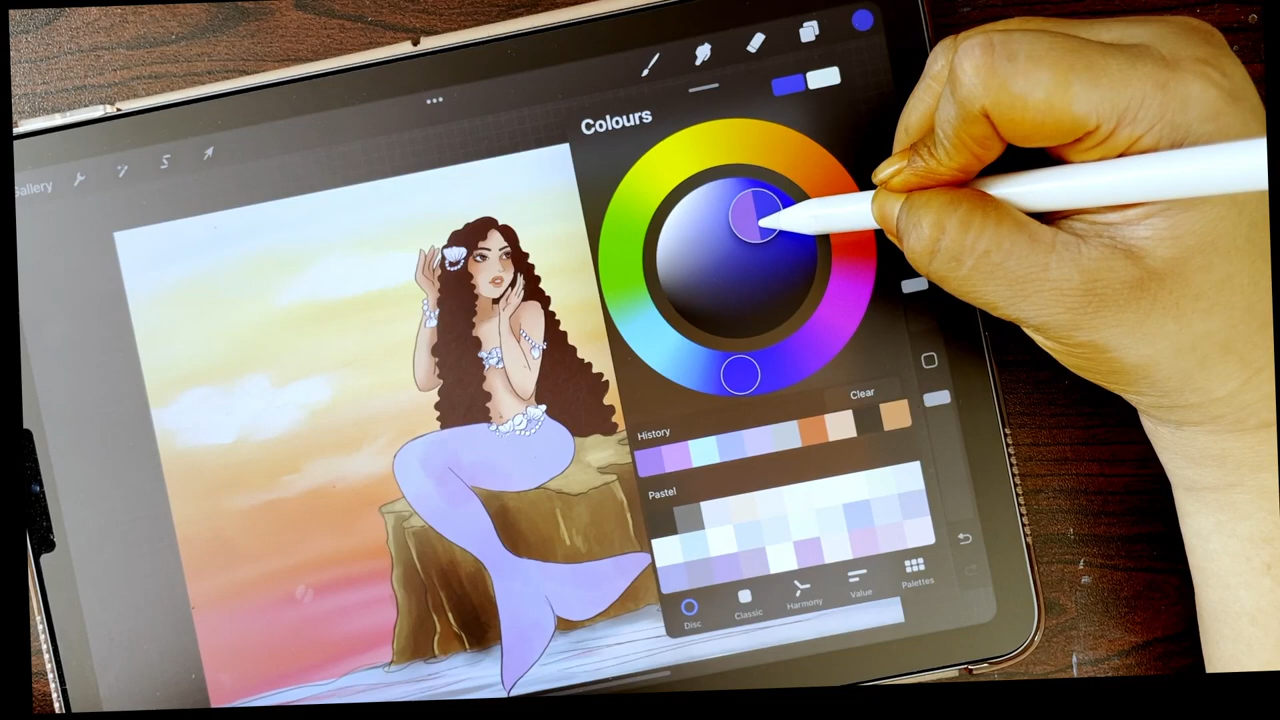 Gallery
Colours
Clear
History
Pastel
Disc
Classic
Harmony
Value
Palettes